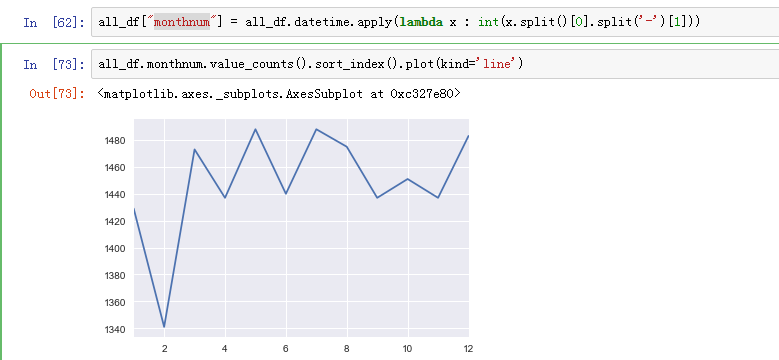 In [62]: all_df["monthnum"] = all_df.datetime.apply(lambda x : int(x.split()[0].split('-')[1]))
In [73]: all_df.monthnum.value_counts().sort_index().plot(kind='line')
Out[73]: <matplotlib.axes._subplots.AxesSubplot at 0xc327e80>
1480
1460
1440
1420
1400
1380
1360
1340
2 4 6 8 10 12